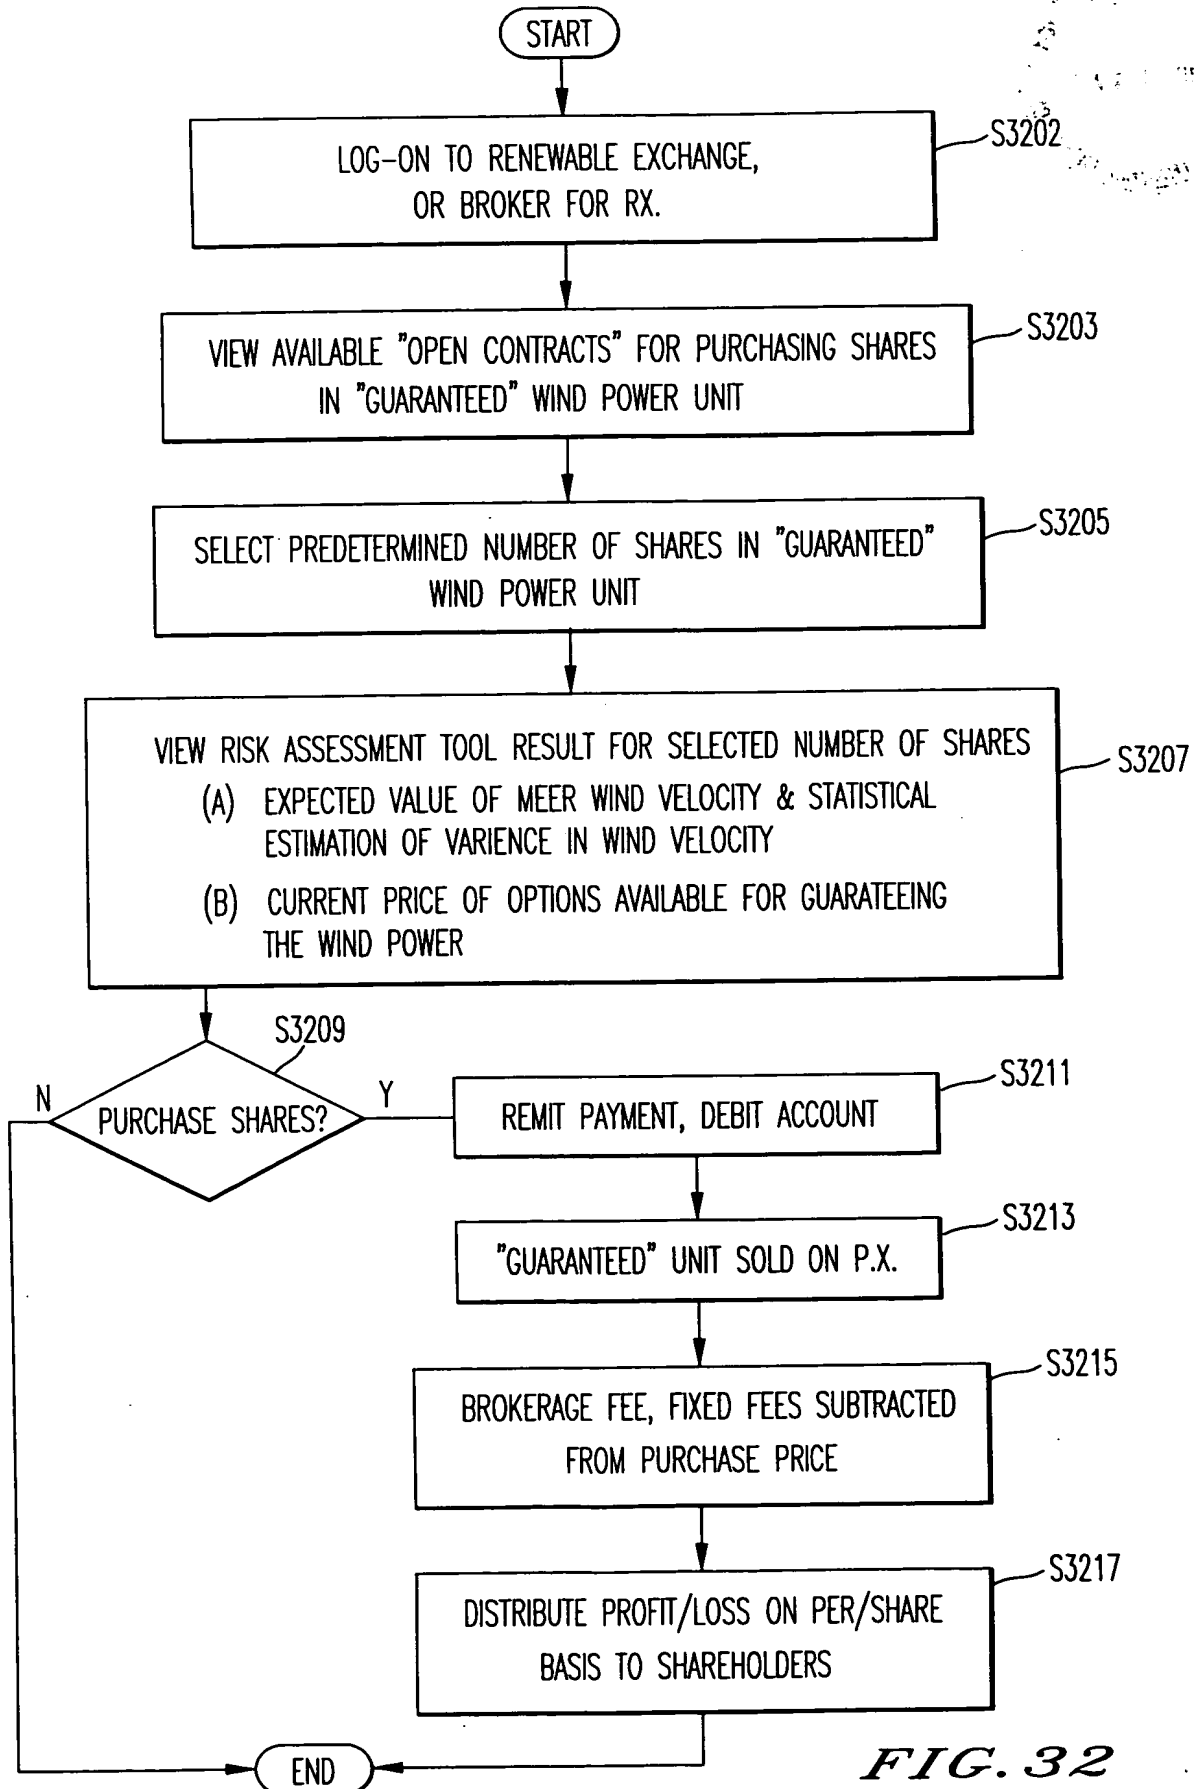 START
LOG-ON TO RENEWABLE EXCHANGE,
OR BROKER FOR RX.
S3202
VIEW AVAILABLE "OPEN CONTRACTS" FOR PURCHASING SHARES
IN "GUARANTEED" WIND POWER UNIT
S3203
SELECT PREDETERMINED NUMBER OF SHARES IN "GUARANTEED"
WIND POWER UNIT
S3205
VIEW RISK ASSESSMENT TOOL RESULT FOR SELECTED NUMBER OF SHARES
(A) EXPECTED VALUE OF MEER WIND VELOCITY & STATISTICAL
ESTIMATION OF VARIENCE IN WIND VELOCITY
(B) CURRENT PRICE OF OPTIONS AVAILABLE FOR GUARATEEING
THE WIND POWER
S3207
S3209
N
PURCHASE SHARES?
Y
REMIT PAYMENT, DEBIT ACCOUNT
S3211
"GUARANTEED" UNIT SOLD ON P.X.
S3213
BROKERAGE FEE, FIXED FEES SUBTRACTED
FROM PURCHASE PRICE
S3215
DISTRIBUTE PROFIT/LOSS ON PER/SHARE
BASIS TO SHAREHOLDERS
S3217
END
FIG. 32